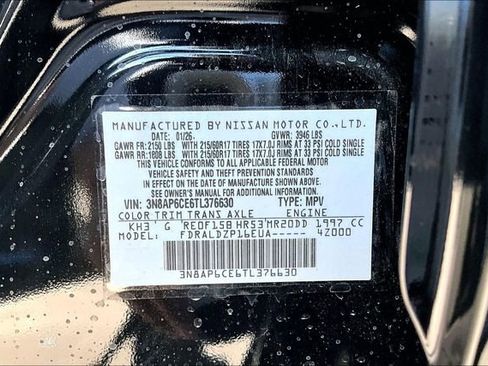 MANUFACTURED BY NISSAN MOTOR CO., LTD.
DATE: 01/26 GVWR: 3946 LBS
GAWR FR: 2150 LBS WITH 215/60R17 TIRES 17X7.0J RIMS AT 33 PSI COLD SINGLE
GAWR RR: 1808 LBS WITH 215/60R17 TIRES 17X7.0J RIMS AT 33 PSI COLD SINGLE
THIS VEHICLE CONFORMS TO ALL APPLICABLE FEDERAL MOTOR
VEHICLE SAFETY AND THEFT PREVENTION STANDARDS IN
EFFECT ON THE DATE OF MANUFACTURE SHOWN ABOVE.
SEE OWNER'S MANUAL FOR ADDITIONAL INFORMATION
VIN: 3N8AP6CE6TL376630 TYPE: MPV
COLOR TRIM TRANS AXLE ENGINE
KH3 G RE0F15B HR53 MR20DD 1997 CC
MODEL: FDRALDZP16EUA----- 42000
3N8AP6CE6TL376630